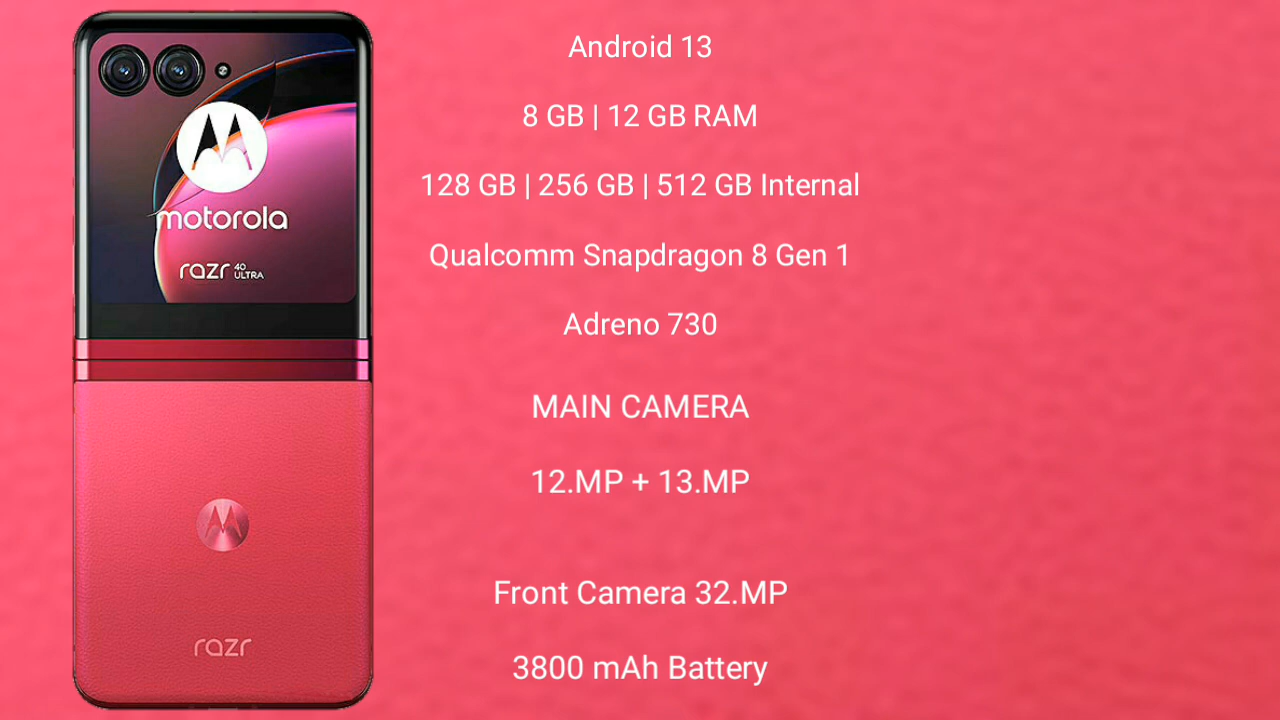 motorola
razr 40 ULTRA
razr
Android 13
8 GB | 12 GB RAM
128 GB | 256 GB | 512 GB Internal
Qualcomm Snapdragon 8 Gen 1
Adreno 730
MAIN CAMERA
12.MP + 13.MP
Front Camera 32.MP
3800 mAh Battery